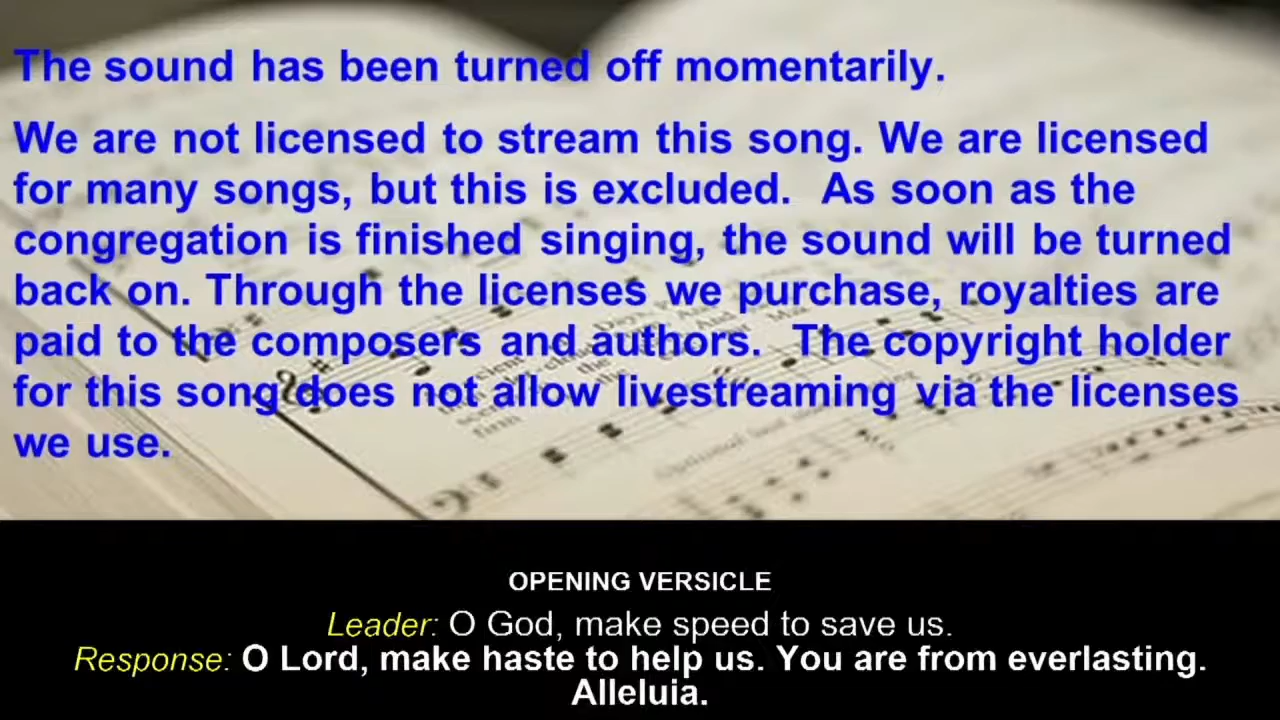 The sound has been turned off momentarily.
We are not licensed to stream this song. We are licensed
for many songs, but this is excluded.  As soon as the
congregation is finished singing, the sound will be turned
back on. Through the licenses we purchase, royalties are
paid to the composers and authors.  The copyright holder
for this song does not allow livestreaming via the licenses
we use.
OPENING VERSICLE
Leader: O God, make speed to save us.
Response: O Lord, make haste to help us. You are from everlasting.
Alleluia.